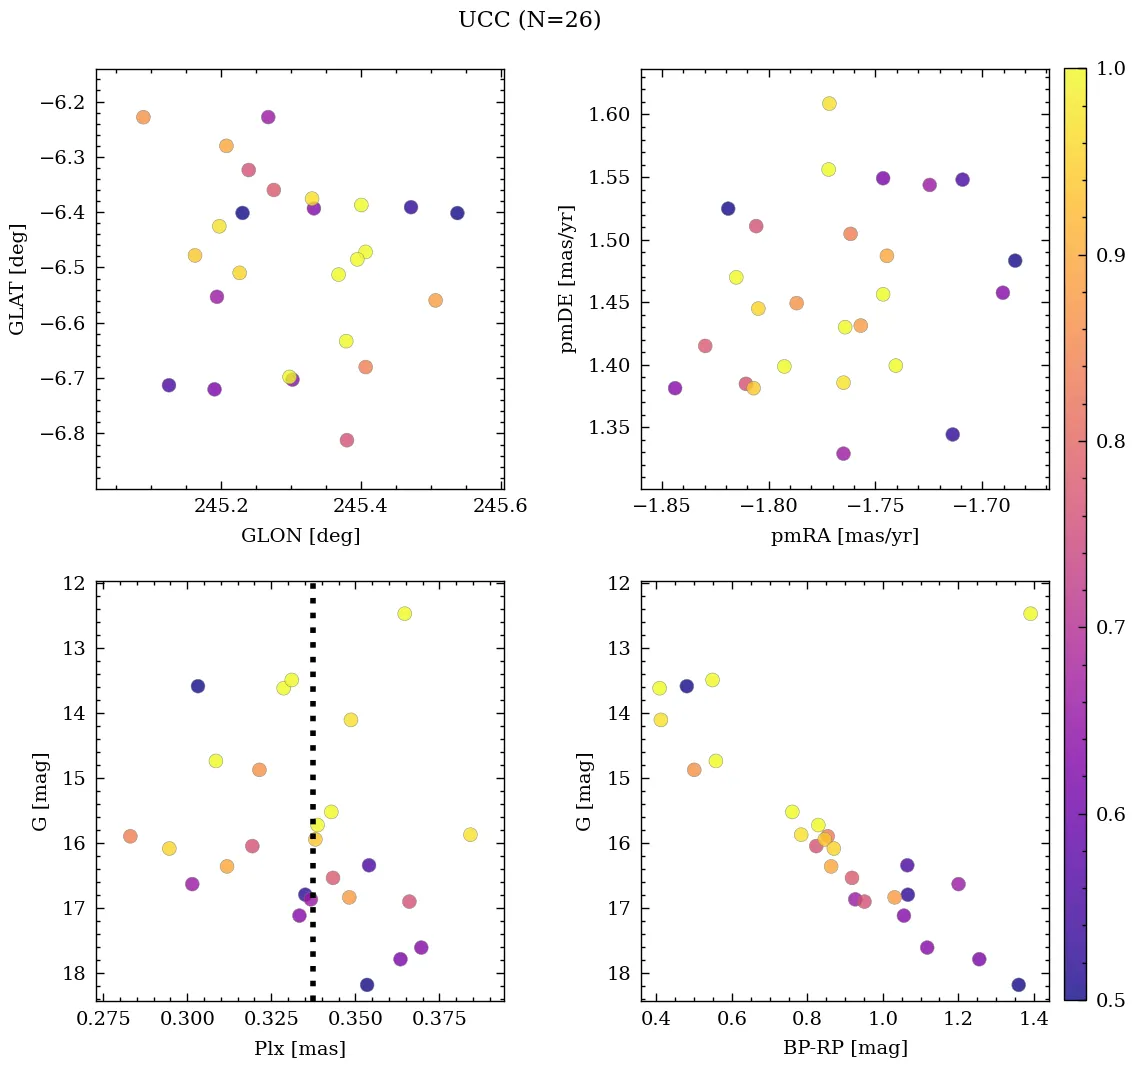 UCC (N=26)
−6.2
−6.3
−6.4
−6.5
−6.6
−6.7
−6.8
GLAT [deg]
245.2 245.4 245.6
GLON [deg]
1.60
1.55
1.50
1.45
1.40
1.35
pmDE [mas/yr]
−1.85 −1.80 −1.75 −1.70
pmRA [mas/yr]
12
13
14
15
16
17
18
G [mag]
0.275 0.300 0.325 0.350 0.375
Plx [mas]
12
13
14
15
16
17
18
G [mag]
0.4 0.6 0.8 1.0 1.2 1.4
BP-RP [mag]
1.0
0.9
0.8
0.7
0.6
0.5